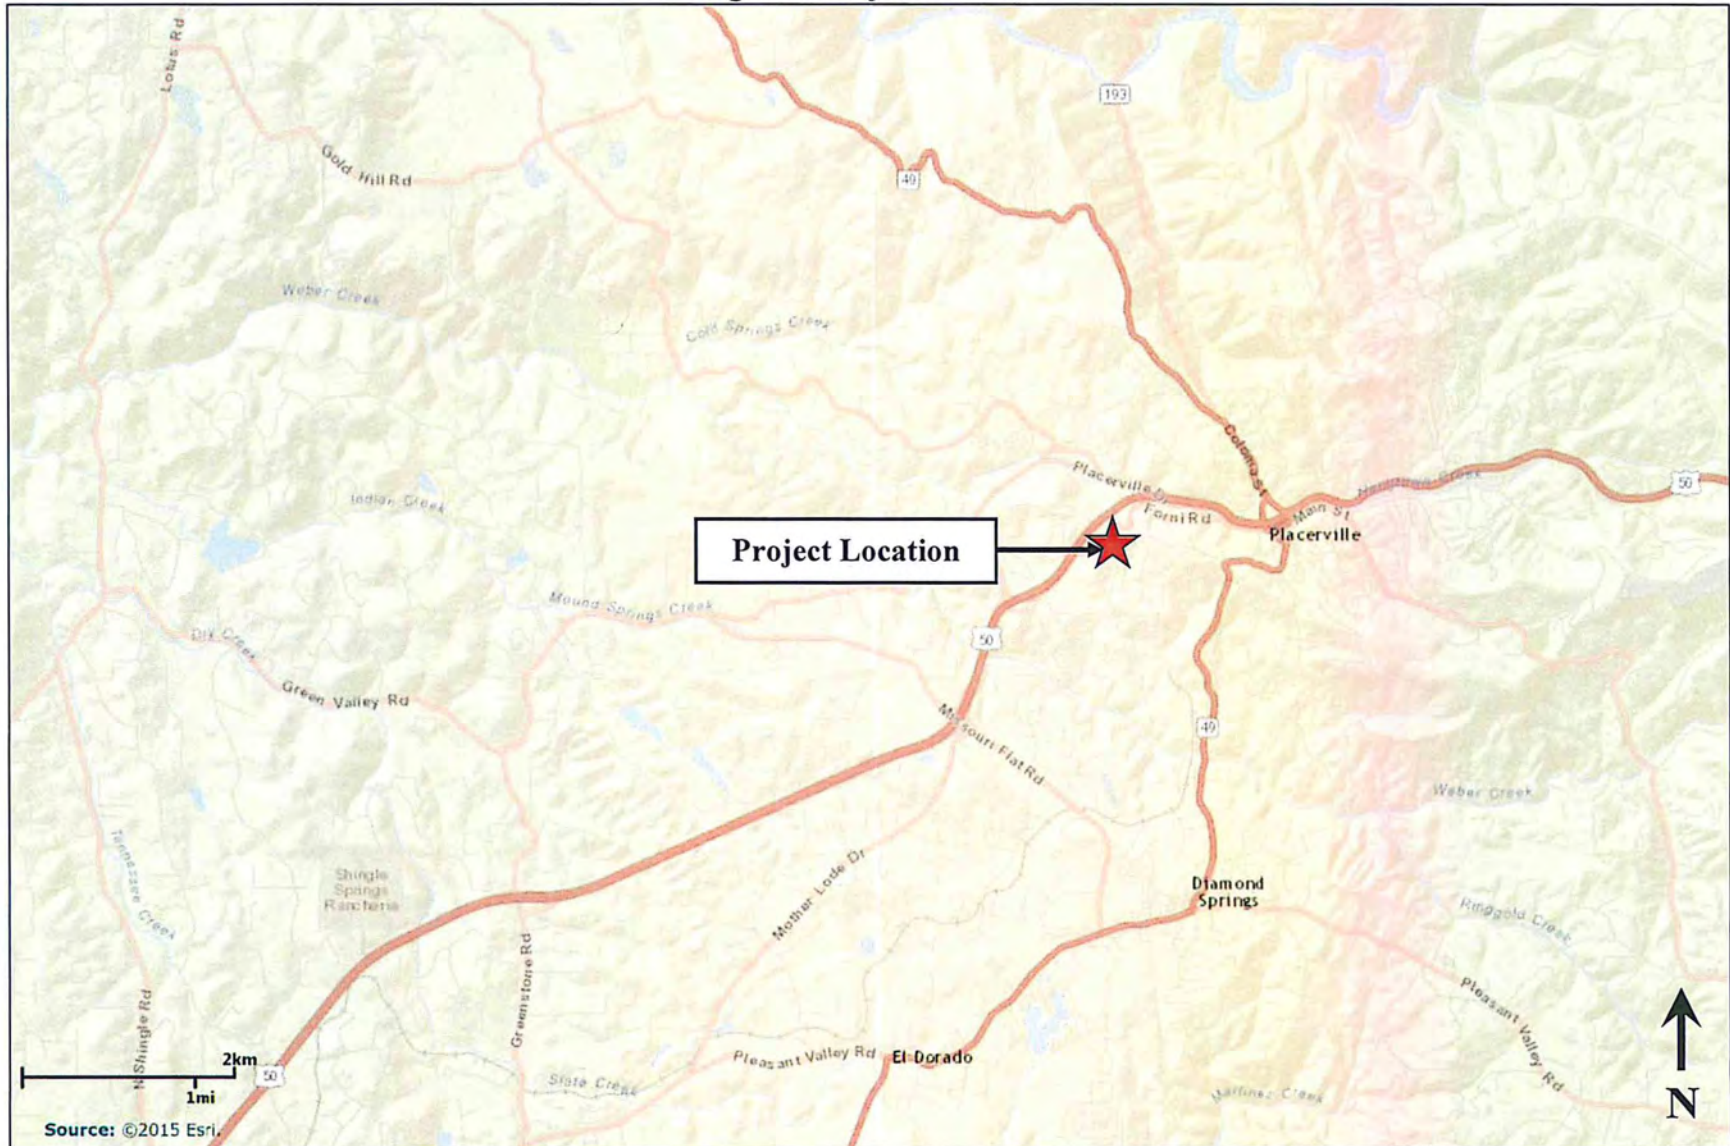 Lotus Rd
193
Gold Hill Rd
49
Weber Creek
Cold Springs Creek
Coloma St
Placerville Dr
Hangtown Creek
50
Indian Creek
Forni Rd
Main St
Project Location
Placerville
Mound Springs Creek
Dry Creek
50
Green Valley Rd
Missouri Flat Rd
49
Weber Creek
Tennessee Creek
Shingle
Springs
Rancheria
Mother Lode Dr
Diamond
Springs
Ringgold Creek
Greenstone Rd
Pleasant Valley Rd
N Shingle Rd
2km
50
1mi
Pleasant Valley Rd
El Dorado
Slate Creek
Martinez Creek
N
Source: ©2015 Esri.